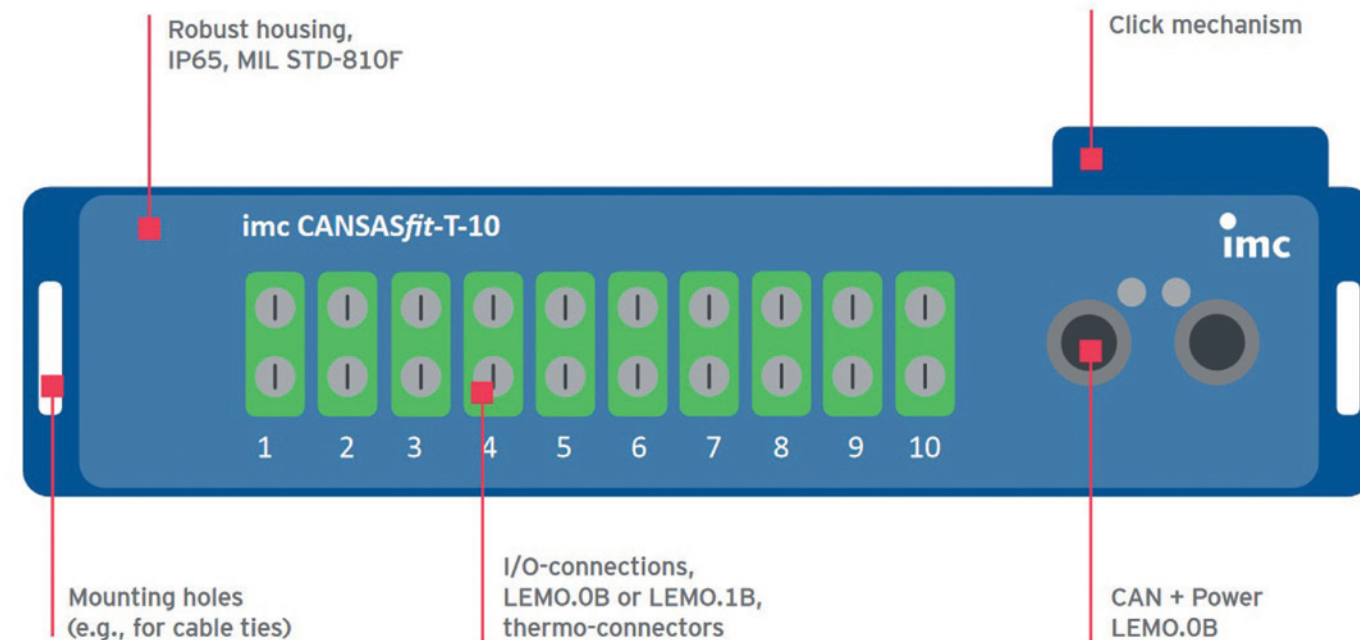 Robust housing,
IP65, MIL STD-810F
Click mechanism
imc CANSASfit-T-10
imc
1 2 3 4 5 6 7 8 9 10
Mounting holes
(e.g., for cable ties)
I/O-connections,
LEMO.0B or LEMO.1B,
thermo-connectors
CAN + Power
LEMO.0B